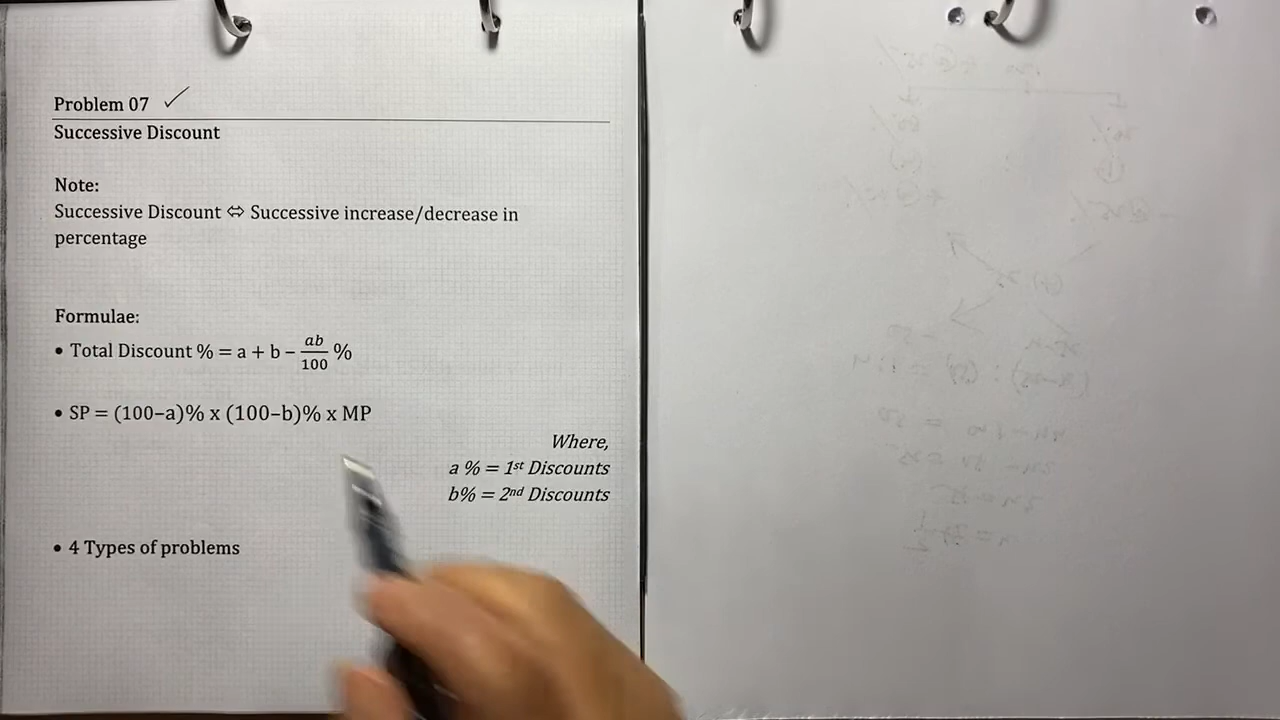 Problem 07
Successive Discount
Note:
Successive Discount ⇔ Successive increase/decrease in
percentage
Formulae:
• Total Discount % = a + b – ab/100 %
• SP = (100–a)% x (100–b)% x MP
Where,
a % = 1st Discounts
b% = 2nd Discounts
• 4 Types of problems